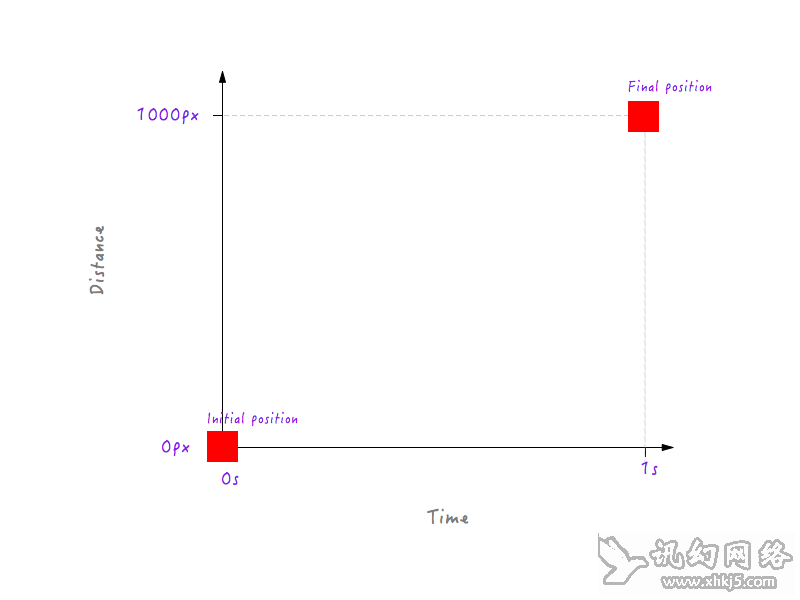 Final position
1000px
Distance
Initial position
0px
0s
1s
Time
讯幻网络
www.xhkj5.com